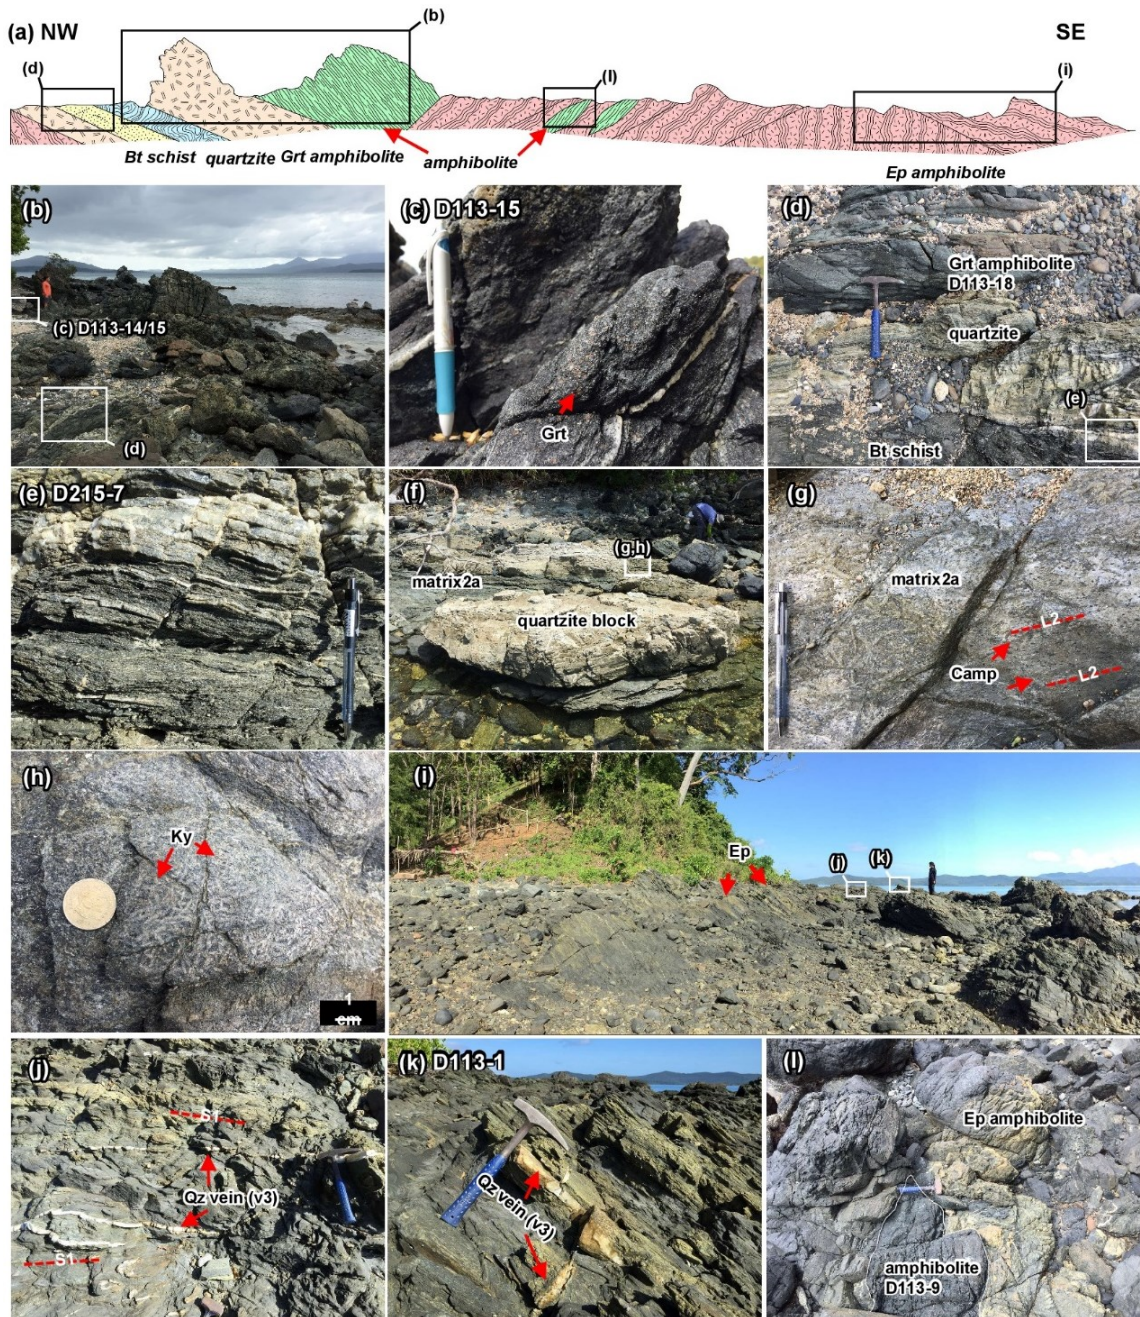 (a) NW
(b)
SE
(d)
(l)
(i)
Bt schist quartzite Grt amphibolite
amphibolite
Ep amphibolite
(b)
(c) D113-14/15
(d)
(c) D113-15
Grt
(d)
Grt amphibolite
D113-18
quartzite
(e)
Bt schist
(e) D215-7
(f)
(g,h)
matrix2a
quartzite block
(g)
matrix2a
L2
Camp
L2
(h)
Ky
1
cm
(i)
Ep
(j)
(k)
(j)
S1
Qz vein (v3)
S1
(k) D113-1
Qz vein (v3)
(l)
Ep amphibolite
amphibolite
D113-9